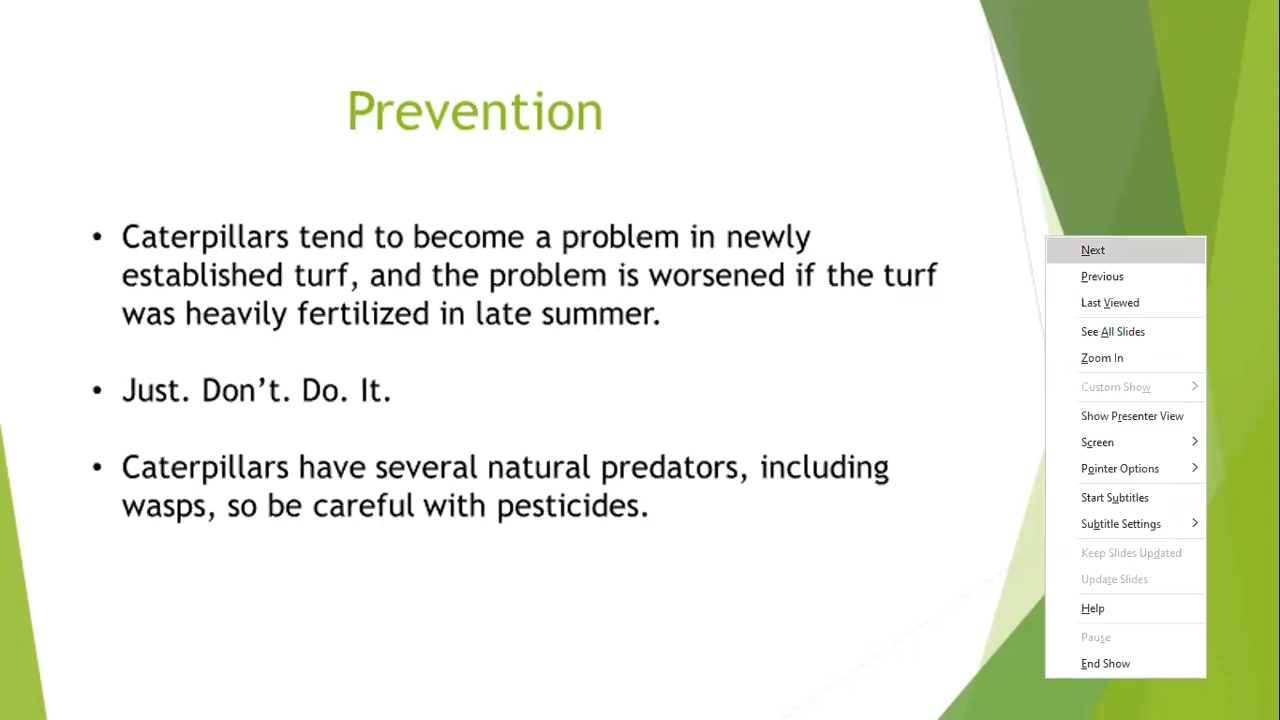 Prevention
• Caterpillars tend to become a problem in newly
established turf, and the problem is worsened if the turf
was heavily fertilized in late summer.
• Just. Don’t. Do. It.
• Caterpillars have several natural predators, including
wasps, so be careful with pesticides.
Next
Previous
Last Viewed
See All Slides
Zoom In
Custom Show
Show Presenter View
Screen
Pointer Options
Start Subtitles
Subtitle Settings
Keep Slides Updated
Update Slides
Help
Pause
End Show